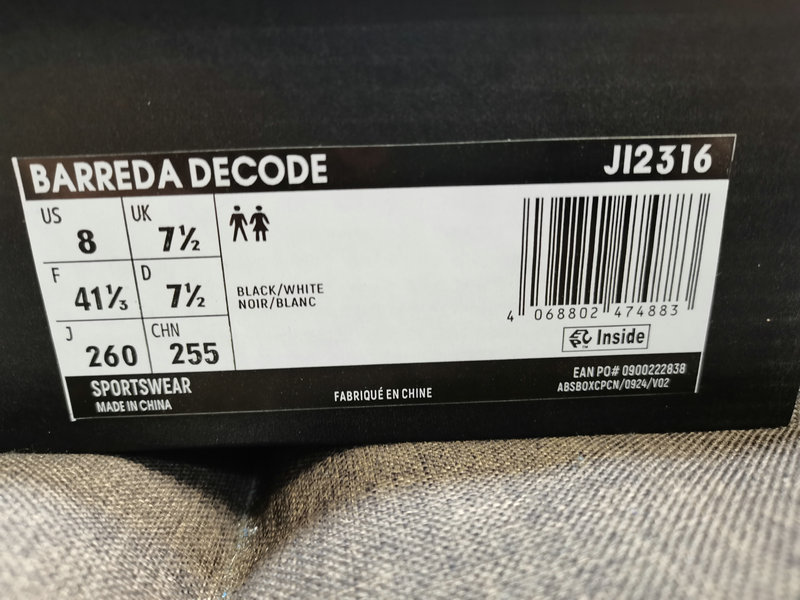 BARREDA DECODE
JI2316
US 8
UK 7½
F 41⅓
D 7½
J 260
CHN 255
BLACK/WHITE
NOIR/BLANC
4 068802 474883
Inside
™
SPORTSWEAR
MADE IN CHINA
FABRIQUÉ EN CHINE
EAN PO# 0900222838
ABSBOXCPCN/0924/V02